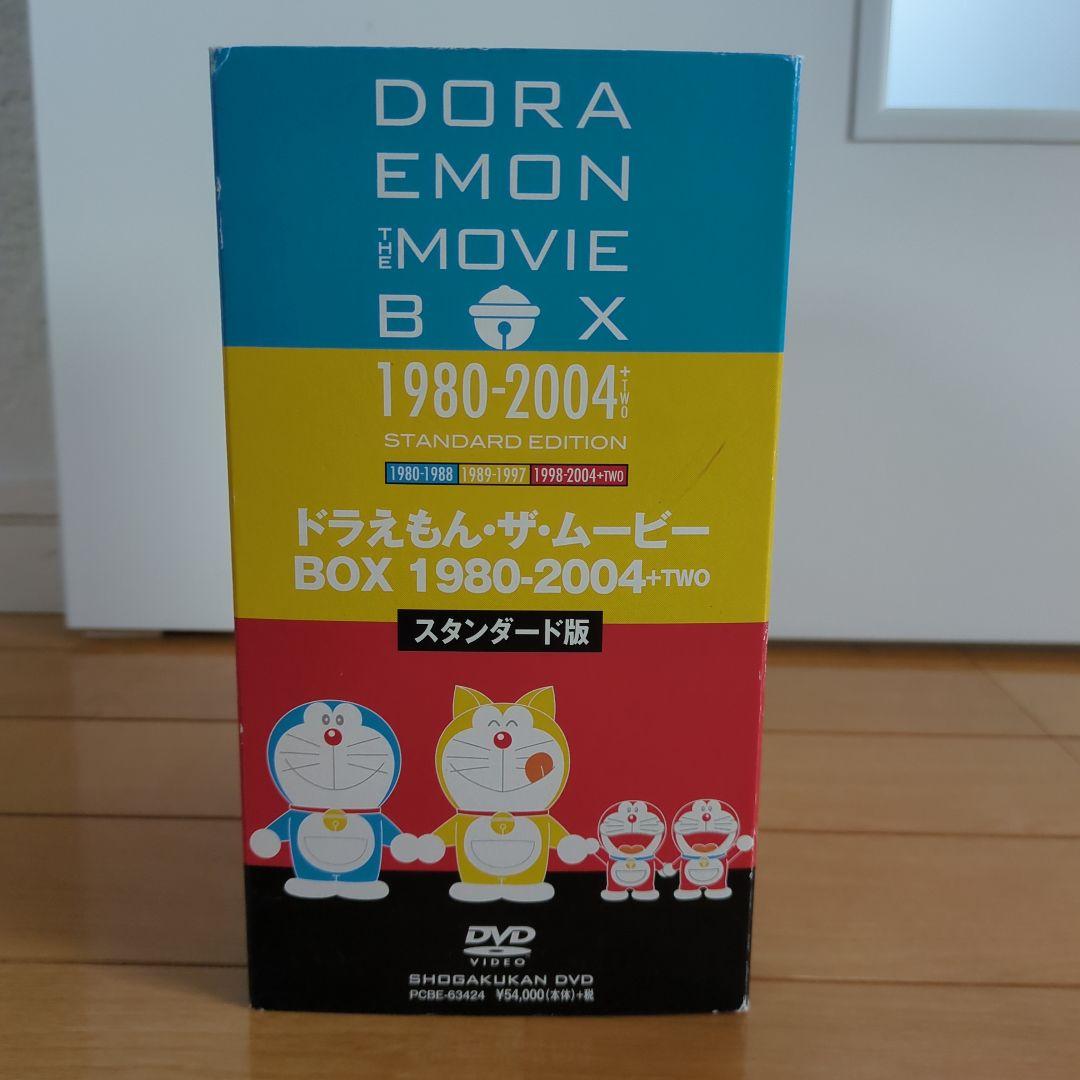 DORA
EMON
THE MOVIE
BOX
1980-2004+TWO
STANDARD EDITION
1980-1988 1989-1997 1998-2004+TWO
ドラえもん・ザ・ムービー
BOX 1980-2004+TWO
スタンダード版
DVD
VIDEO
SHOGAKUKAN DVD
PCBE-63424 ¥54,000(本体)+税